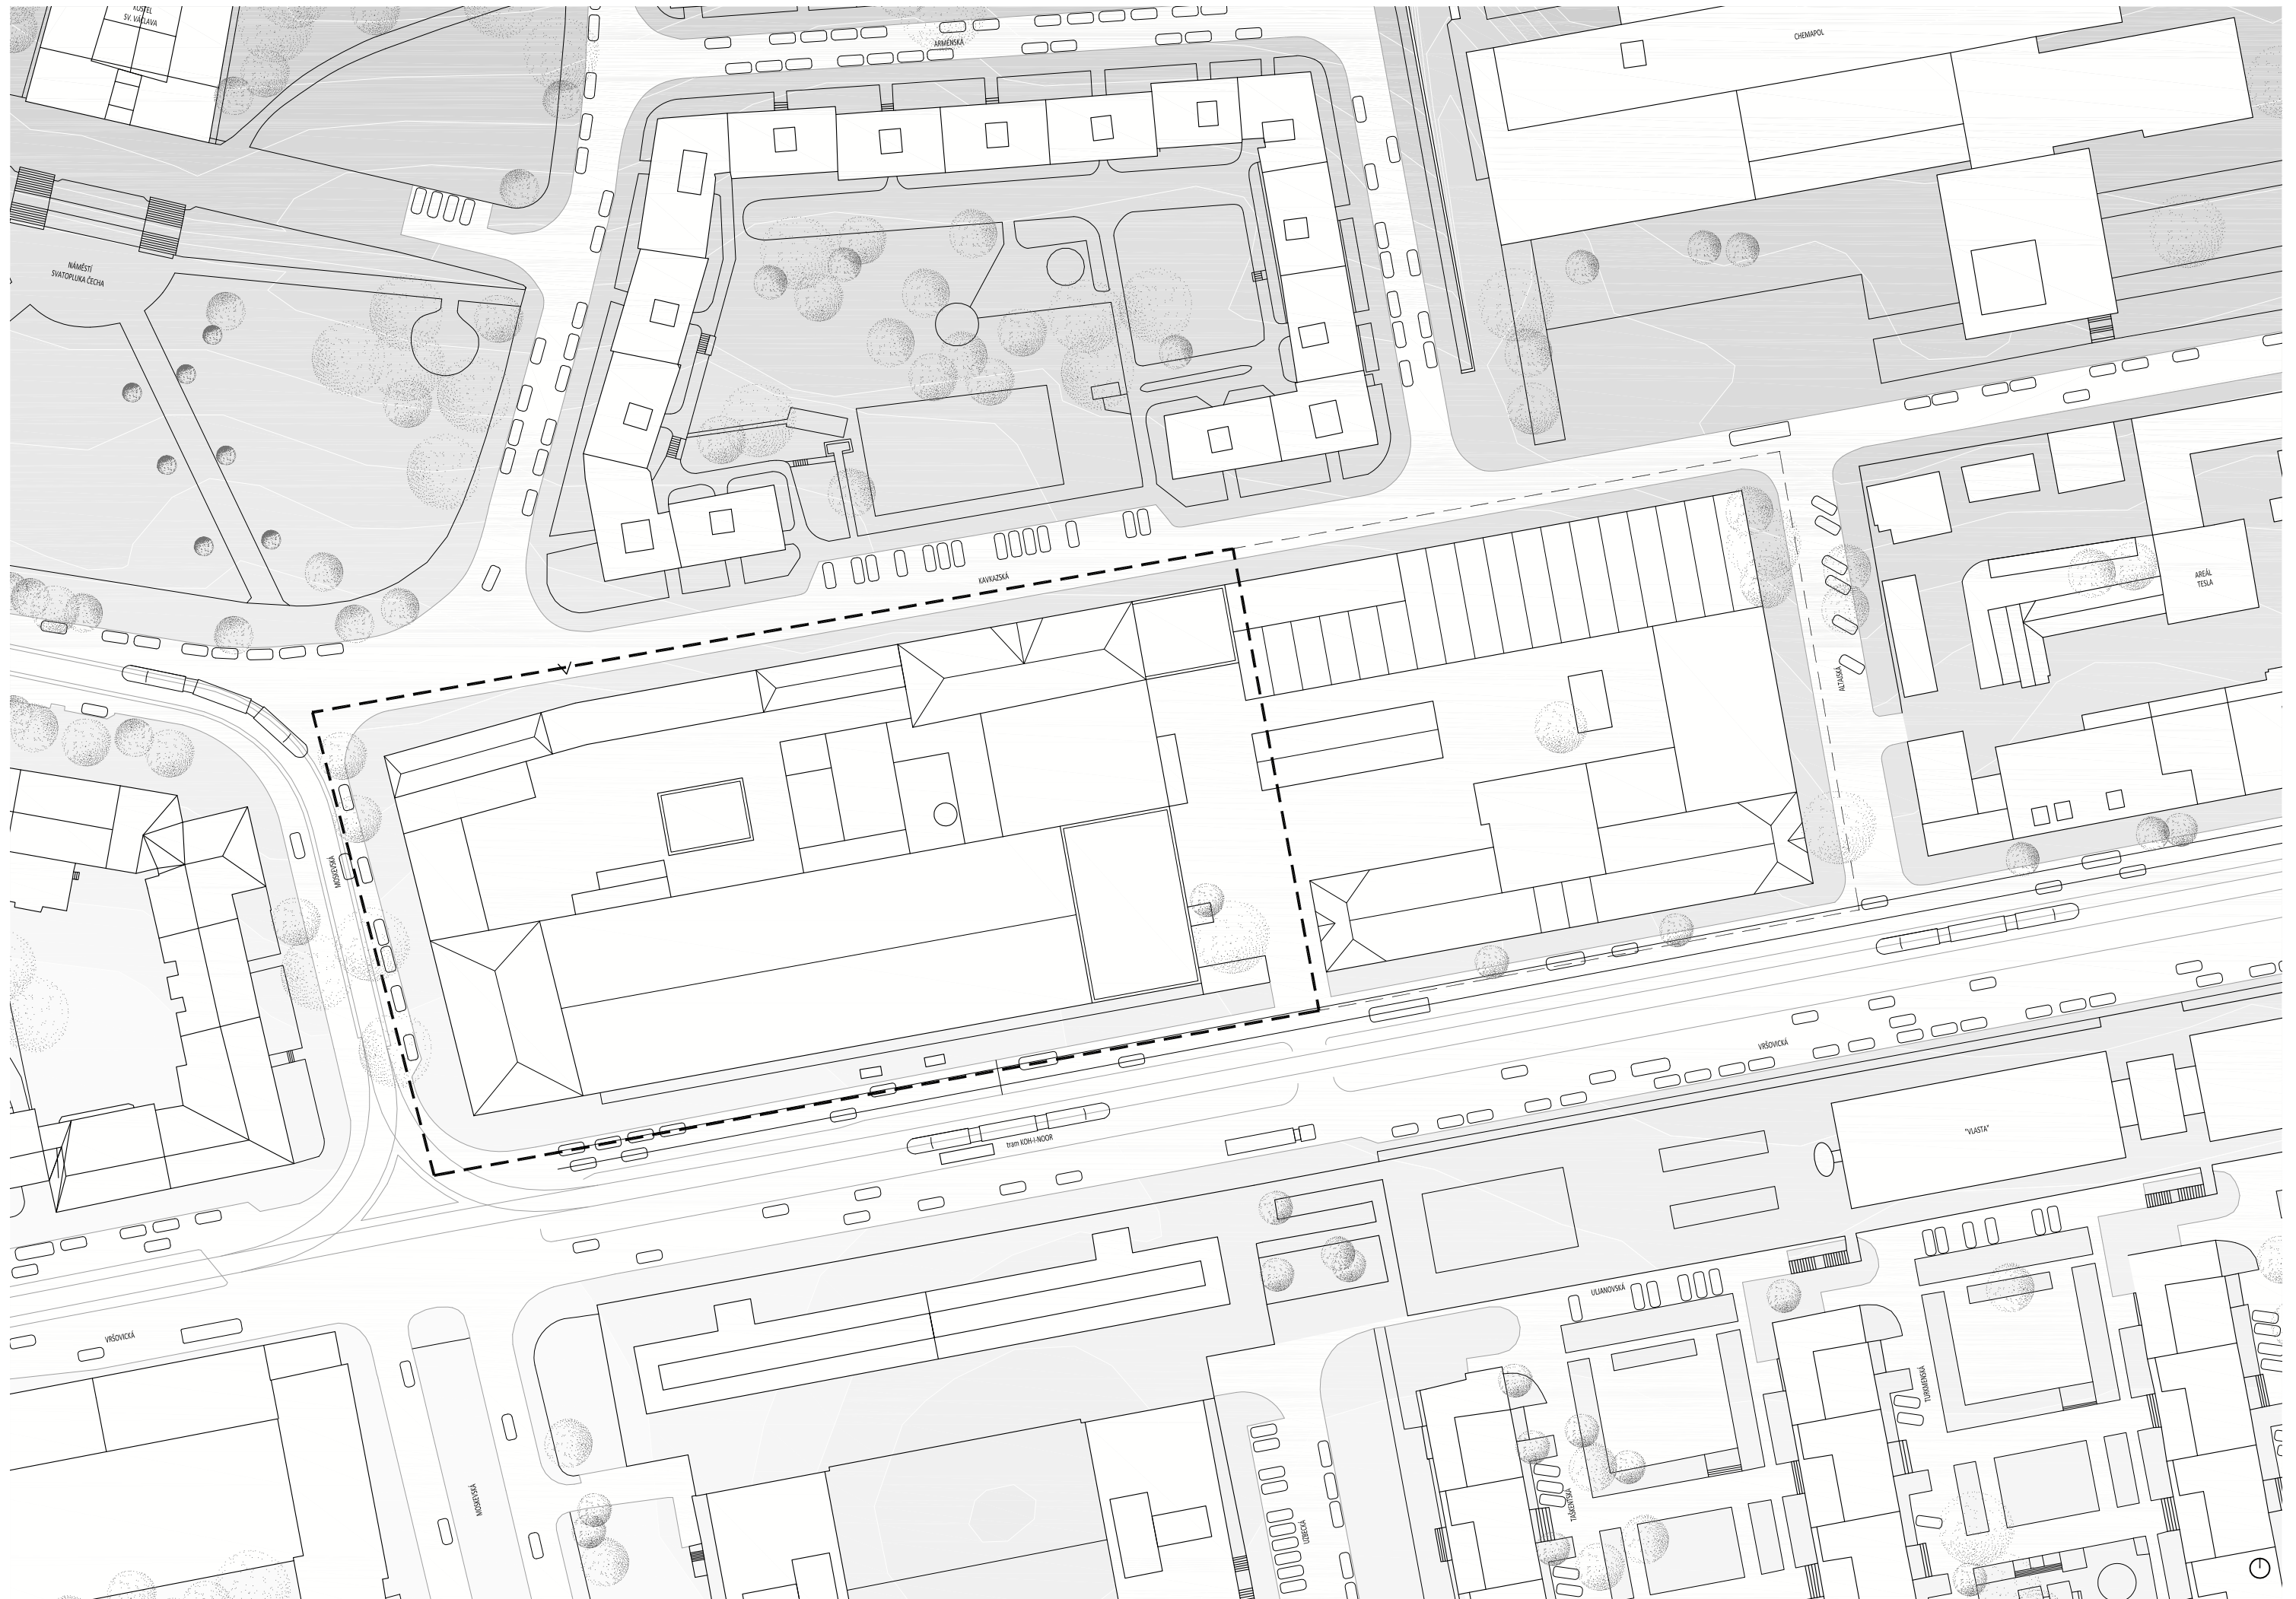 KOSTEL
SV. VÁCLAVA
ARMÉNSKÁ
CHEMAPOL
NÁMĚSTÍ
SVATOPLUKA ČECHA
KAVKAZSKÁ
AREÁL
TESLA
ALTAJSKÁ
MOSKEVSKÁ
VRŠOVICKÁ
"VLASTA"
tram KOH-I-NOOR
ULJANOVSKÁ
VRŠOVICKÁ
TURKMENSKÁ
MOSKEVSKÁ
TAŠKENTSKÁ
UZBECKÁ